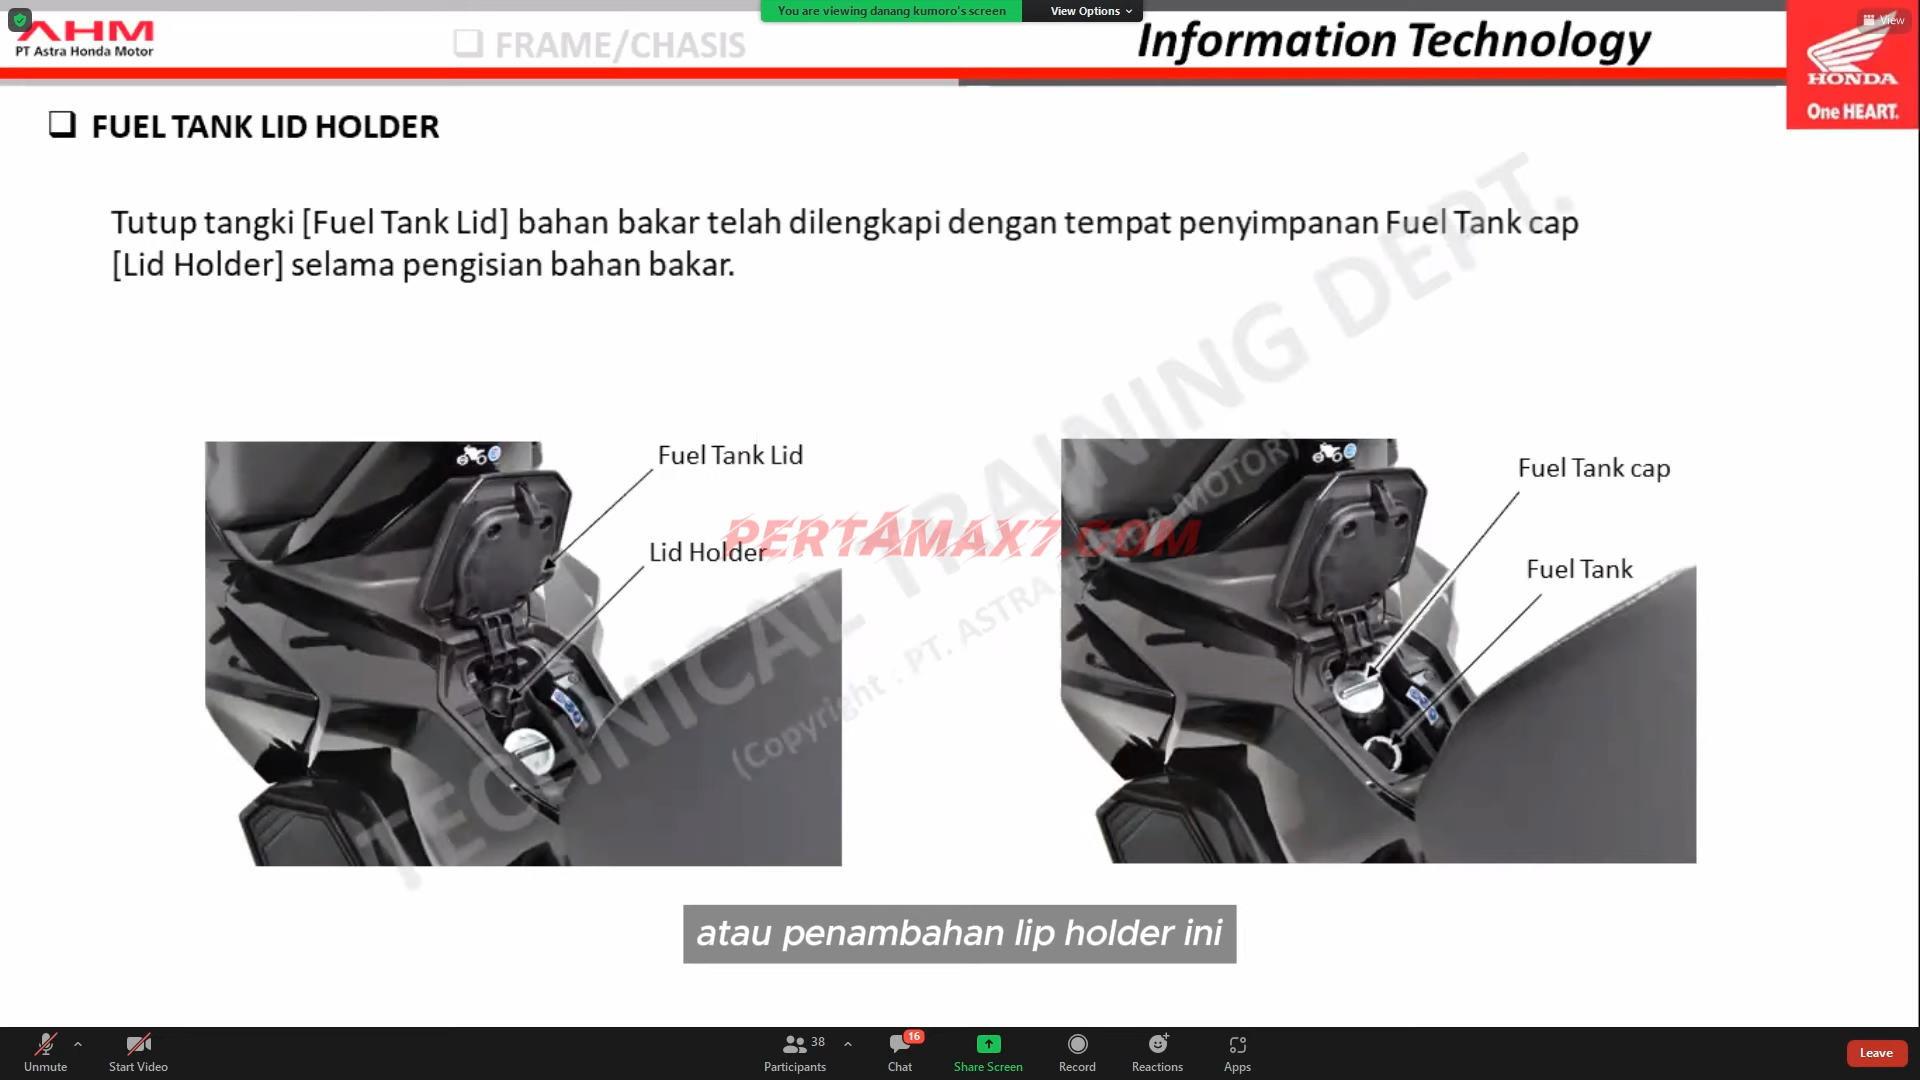 You are viewing danang kumoro's screen
View Options
View
AHM
PT Astra Honda Motor
FRAME/CHASIS
Information Technology
HONDA
One HEART.
FUEL TANK LID HOLDER
Tutup tangki [Fuel Tank Lid] bahan bakar telah dilengkapi dengan tempat penyimpanan Fuel Tank cap
[Lid Holder] selama pengisian bahan bakar.
Fuel Tank Lid
Lid Holder
Fuel Tank cap
Fuel Tank
PERTAMAX7.COM
TECHNICAL TRAINING DEPT.
(Copyright : PT. ASTRA HONDA MOTOR)
atau penambahan lip holder ini
Unmute
Start Video
38
Participants
16
Chat
Share Screen
Record
Reactions
Apps
Leave